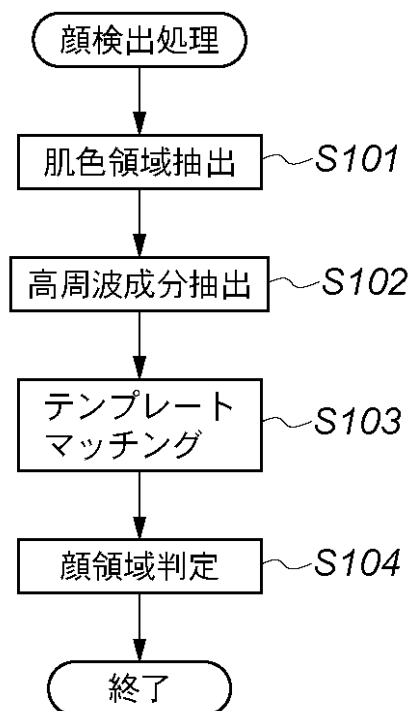 顔検出処理
肌色領域抽出 S101
高周波成分抽出 S102
テンプレート
マッチング S103
顔領域判定 S104
終了